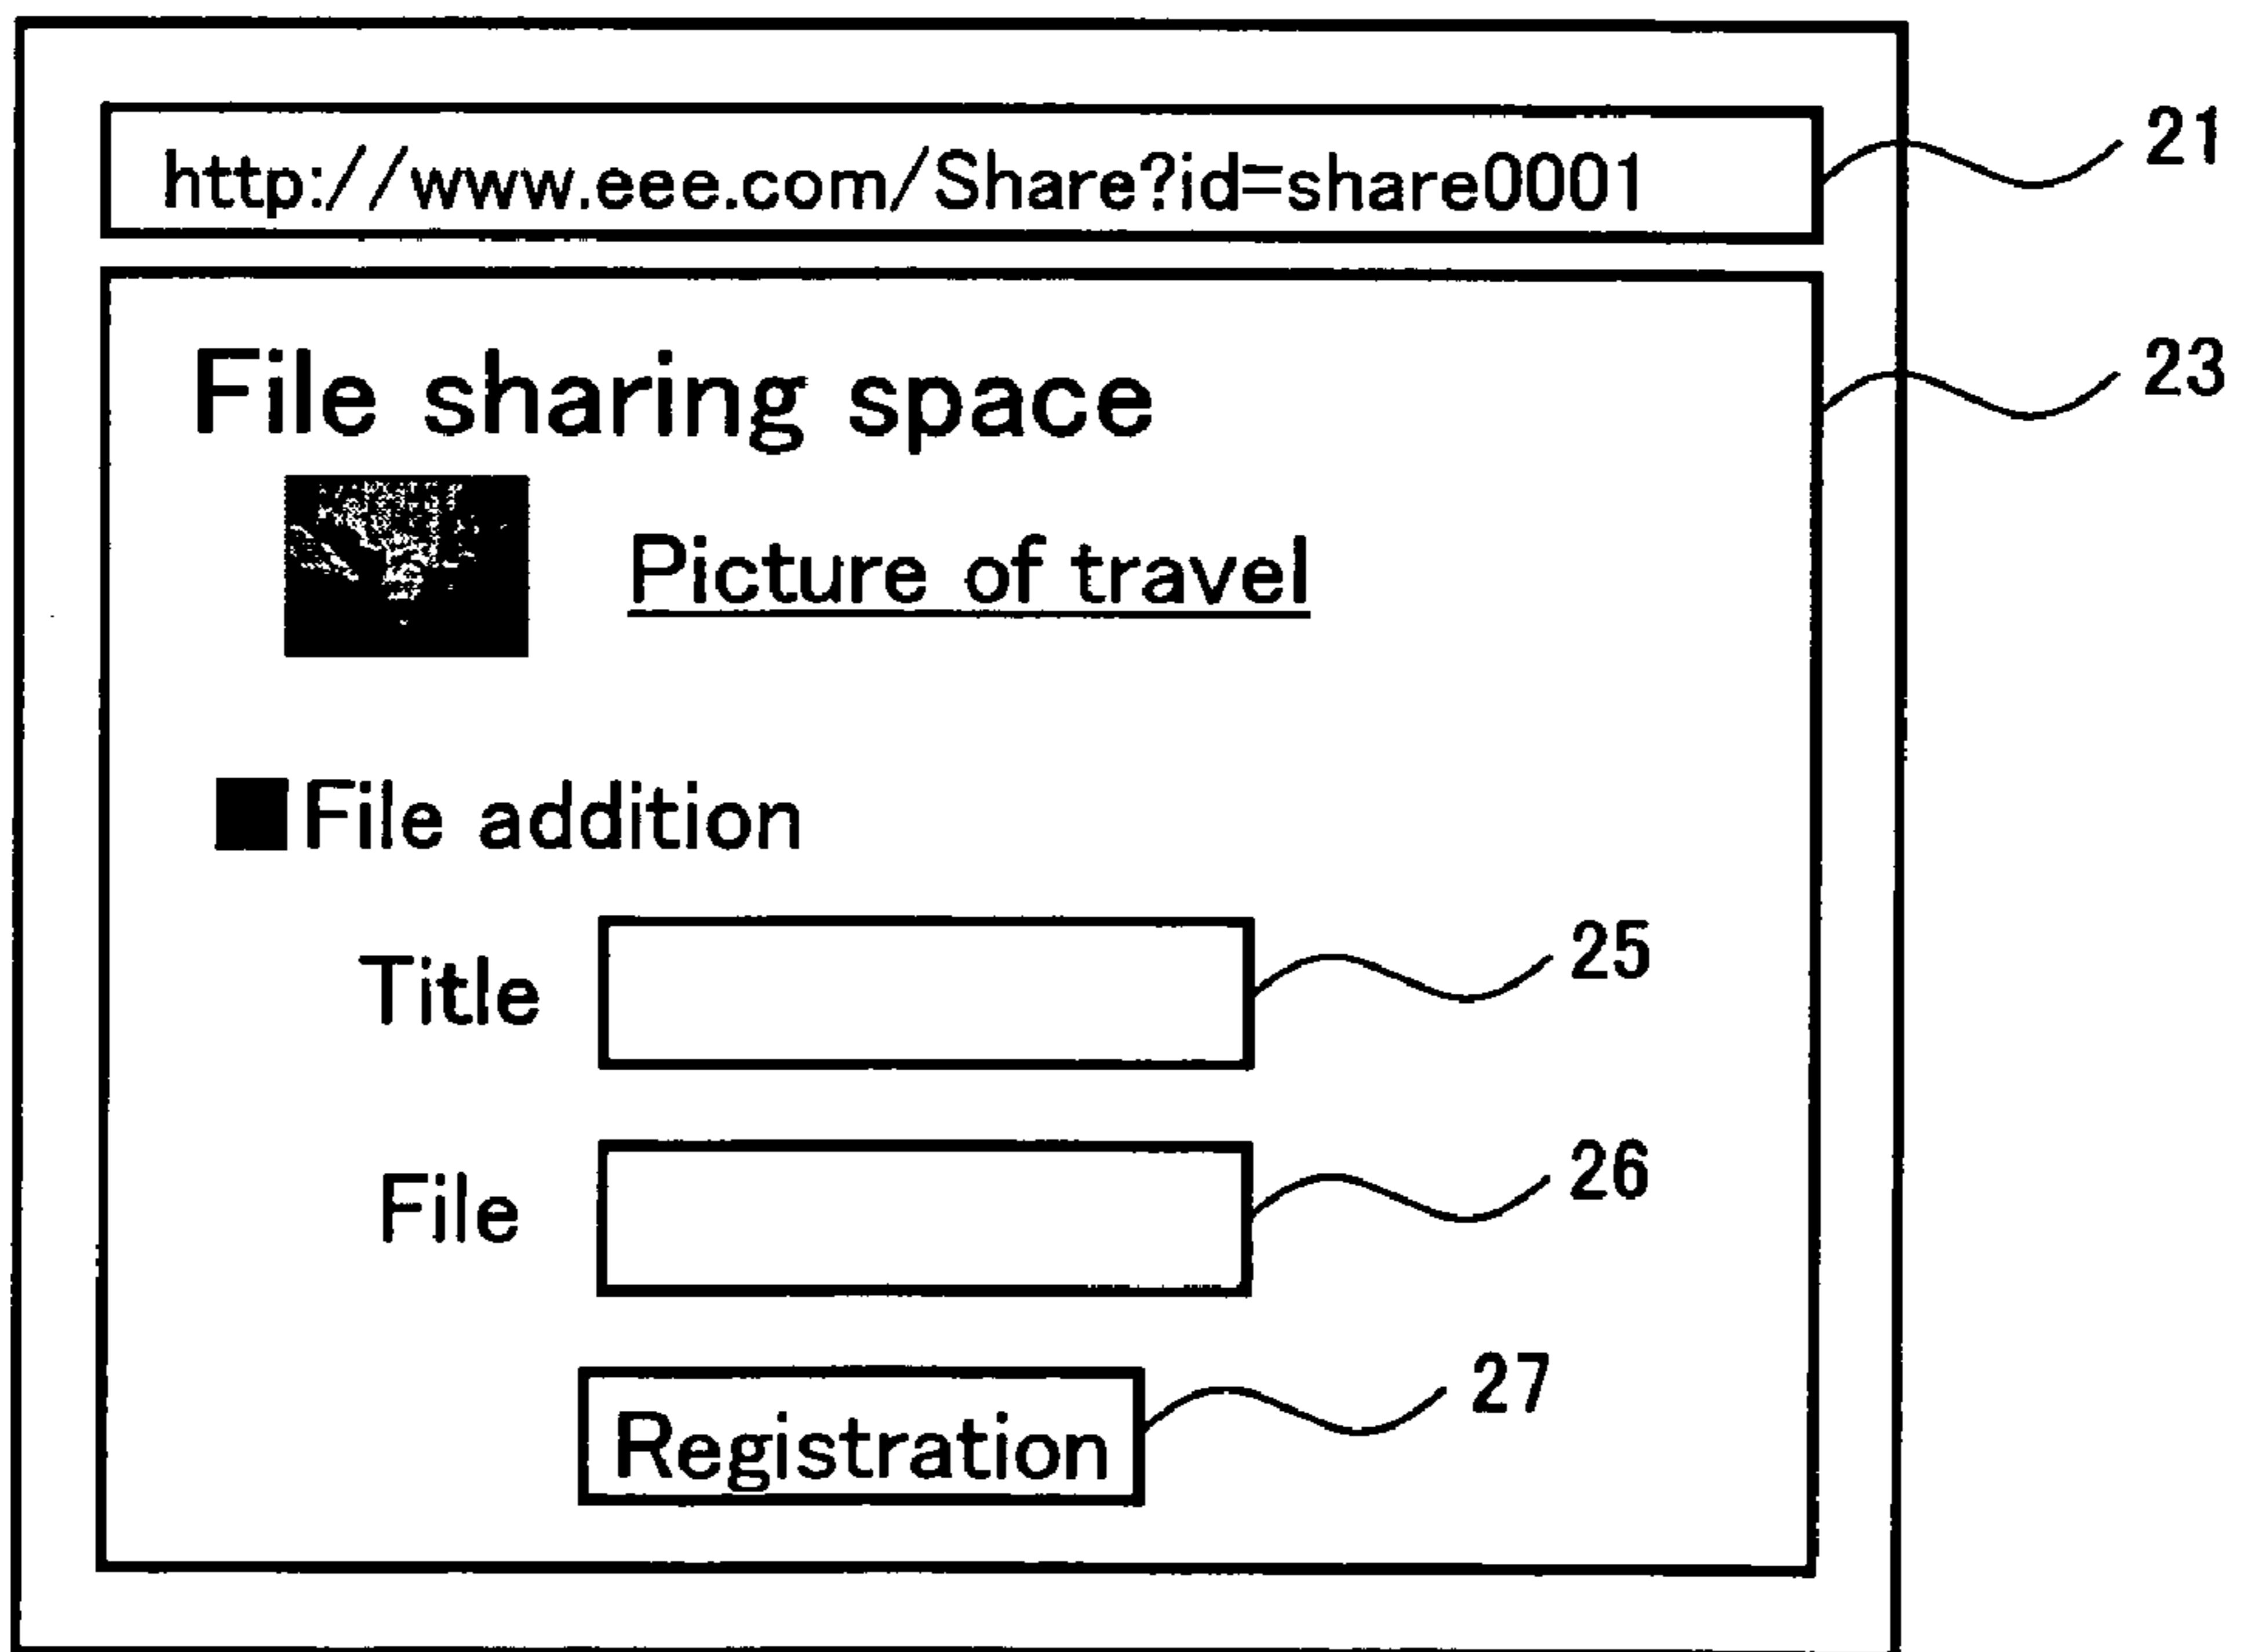 http://www.eee.com/Share?id=share0001
21
File sharing space
23
Picture of travel
■File addition
Title
25
File
26
Registration
27